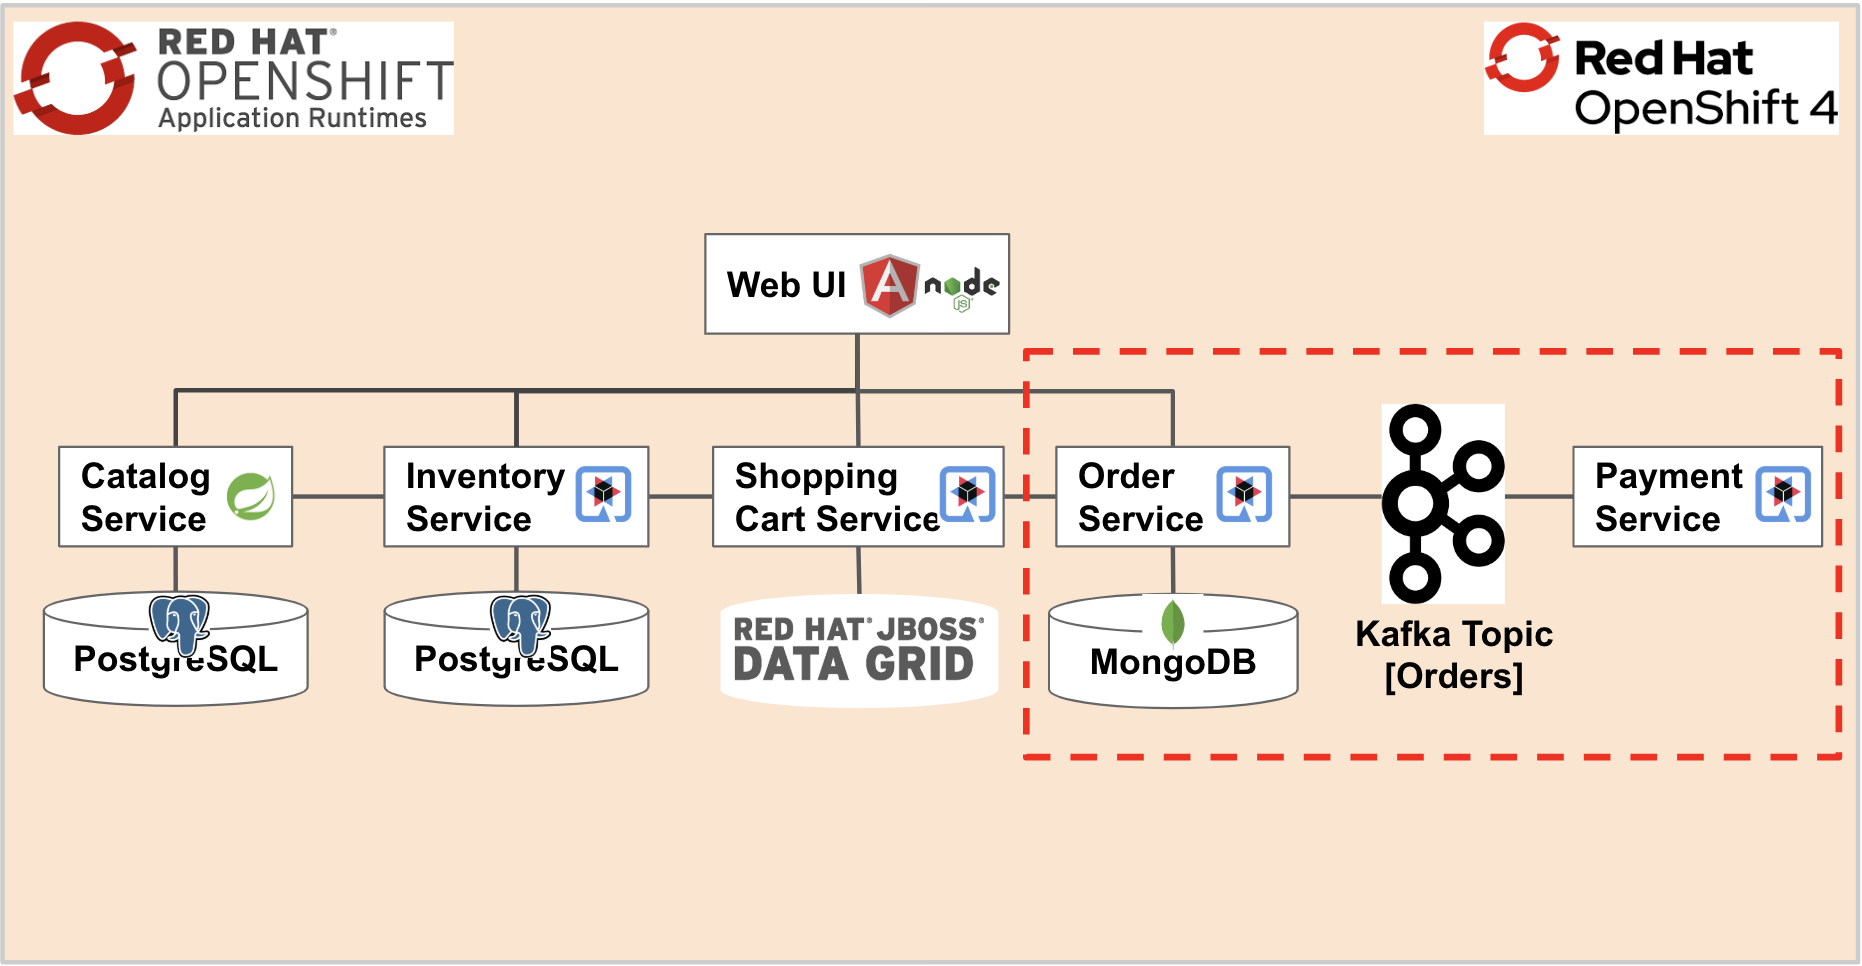 RED HAT®
OPENSHIFT
Application Runtimes
Red Hat
OpenShift 4
Web UI
node
JS
Catalog
Service
Inventory
Service
Shopping
Cart Service
Order
Service
Payment
Service
PostgreSQL
PostgreSQL
RED HAT® JBOSS®
DATA GRID
MongoDB
Kafka Topic
[Orders]